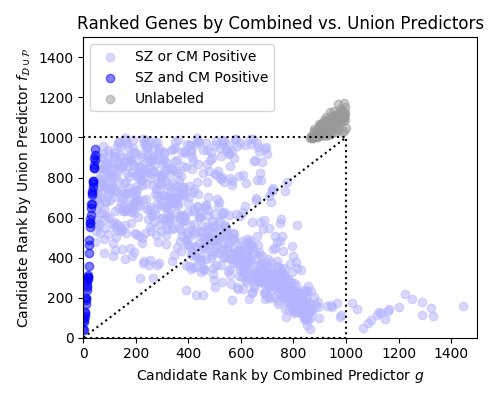 Ranked Genes by Combined vs. Union Predictors
SZ or CM Positive
SZ and CM Positive
Unlabeled
Candidate Rank by Union Predictor f_{𝒟∪𝒫}
1400
1200
1000
800
600
400
200
0
0 200 400 600 800 1000 1200 1400
Candidate Rank by Combined Predictor g